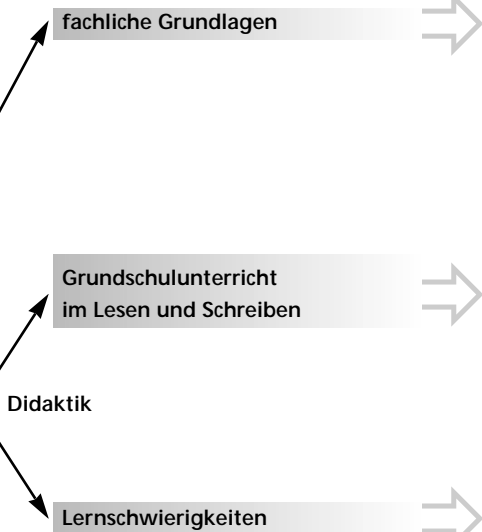 fachliche Grundlagen
Grundschulunterricht
im Lesen und Schreiben
Didaktik
Lernschwierigkeiten